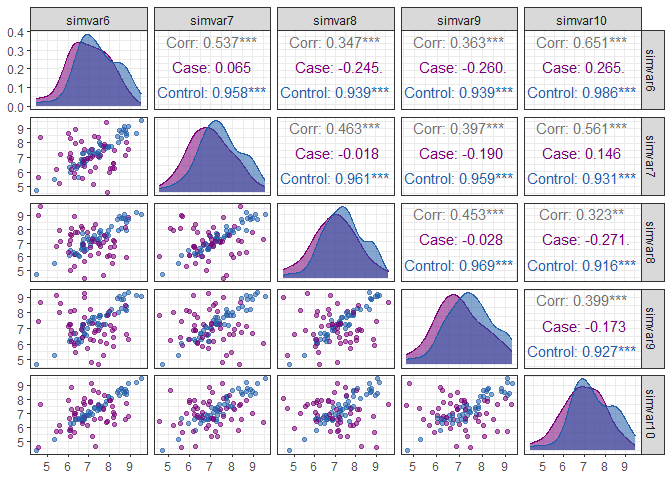 simvar6 simvar7 simvar8 simvar9 simvar10
0.4
0.3
0.2
0.1
0.0
Corr: 0.537*** Corr: 0.347*** Corr: 0.363*** Corr: 0.651***
Case: 0.065 Case: -0.245. Case: -0.260. Case: 0.265.
Control: 0.958*** Control: 0.939*** Control: 0.939*** Control: 0.986***
simvar6
9
8
7
6
5
Corr: 0.463*** Corr: 0.397*** Corr: 0.561***
Case: -0.018 Case: -0.190 Case: 0.146
Control: 0.961*** Control: 0.959*** Control: 0.931***
simvar7
9
8
7
6
5
Corr: 0.453*** Corr: 0.323**
Case: -0.028 Case: -0.271.
Control: 0.969*** Control: 0.916***
simvar8
9
8
7
6
5
Corr: 0.399***
Case: -0.173
Control: 0.927***
simvar9
9
8
7
6
5
simvar10
5 6 7 8 9 5 6 7 8 9 5 6 7 8 9 5 6 7 8 9 5 6 7 8 9